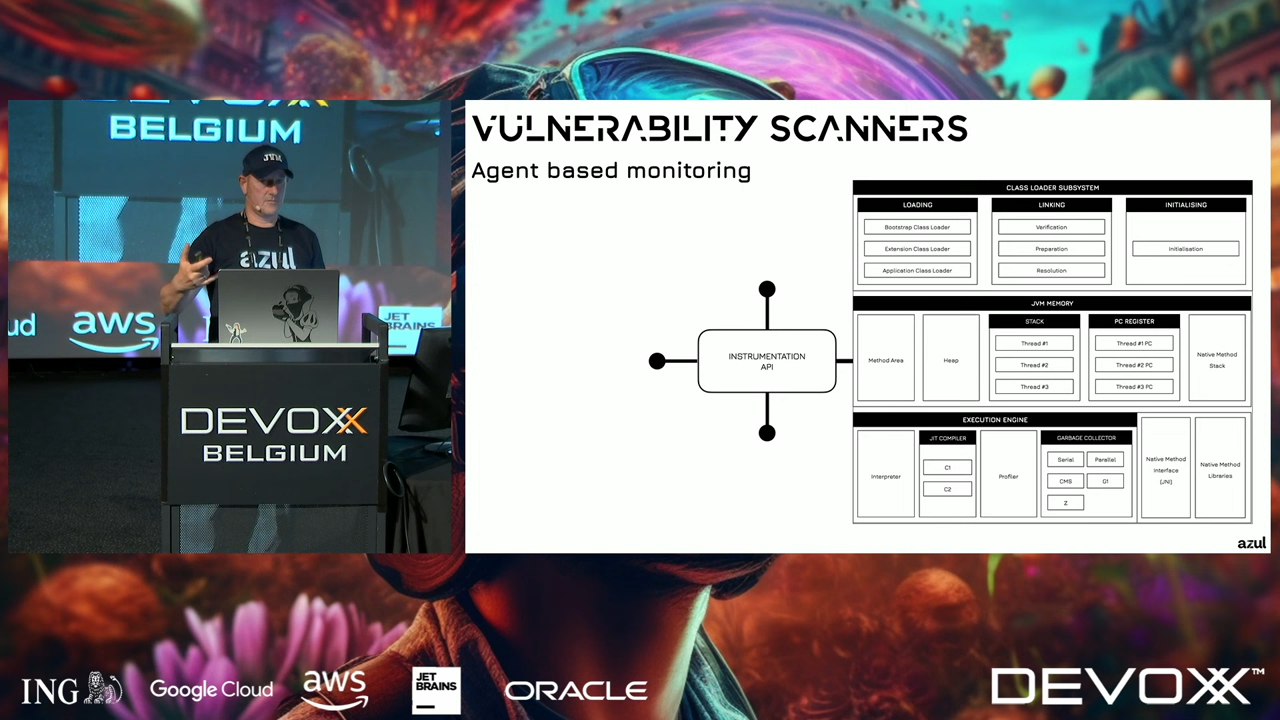 DEVOXX
BELGIUM
JVM
azul
ud
aws
JET
BRAINS
DEVOXX
BELGIUM
VULNERABILITY SCANNERS
Agent based monitoring
INSTRUMENTATION
API
CLASS LOADER SUBSYSTEM
LOADING
Bootstrap Class Loader
Extension Class Loader
Application Class Loader
LINKING
Verification
Preparation
Resolution
INITIALISING
Initialisation
JVM MEMORY
Method Area
Heap
STACK
Thread #1
Thread #2
Thread #3
PC REGISTER
Thread #1 PC
Thread #2 PC
Thread #3 PC
Native Method
Stack
EXECUTION ENGINE
Interpreter
JIT COMPILER
C1
C2
Profiler
GARBAGE COLLECTOR
Serial
Parallel
CMS
G1
Z
Native Method
Interface
(JNI)
Native Method
Libraries
azul
ING
Google Cloud
aws
JET
BRAINS
ORACLE
DEVOXX™